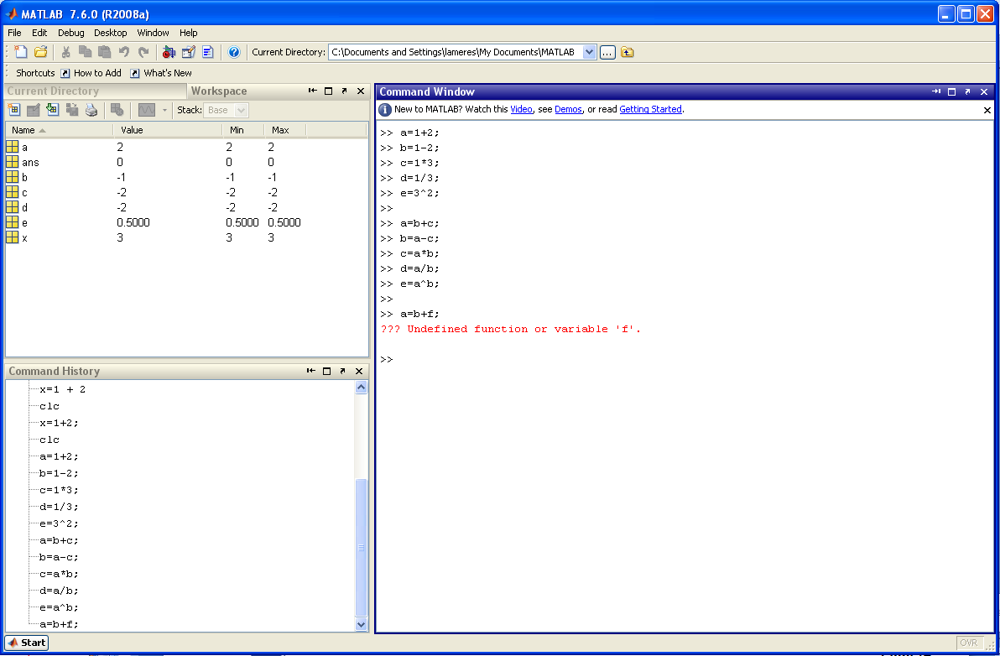 MATLAB 7.6.0 (R2008a)
File Edit Debug Desktop Window Help
Current Directory: C:\Documents and Settings\lameres\My Documents\MATLAB ...
Shortcuts How to Add What's New
Current Directory Workspace
Stack: Base
Name Value Min Max
a 2 2 2
ans 0 0 0
b -1 -1 -1
c -2 -2 -2
d -2 -2 -2
e 0.5000 0.5000 0.5000
x 3 3 3
Command History
x=1 + 2
clc
x=1+2;
clc
a=1+2;
b=1-2;
c=1*3;
d=1/3;
e=3^2;
a=b+c;
b=a-c;
c=a*b;
d=a/b;
e=a^b;
a=b+f;
Command Window
New to MATLAB? Watch this Video, see Demos, or read Getting Started.
>> a=1+2;
>> b=1-2;
>> c=1*3;
>> d=1/3;
>> e=3^2;
>>
>> a=b+c;
>> b=a-c;
>> c=a*b;
>> d=a/b;
>> e=a^b;
>>
>> a=b+f;
??? Undefined function or variable 'f'.
>>
Start
OVR